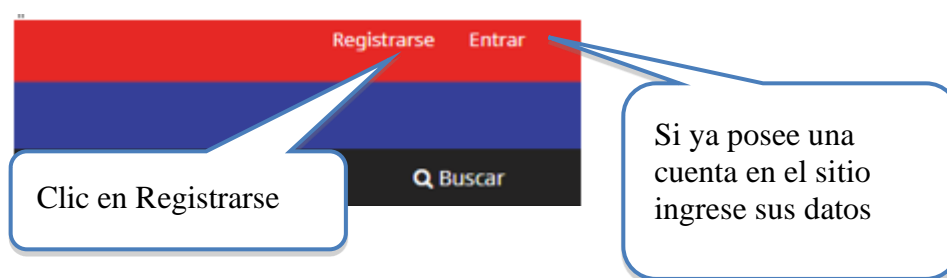 Registrarse Entrar
Si ya posee una
cuenta en el sitio
ingrese sus datos
Clic en Registrarse
Buscar